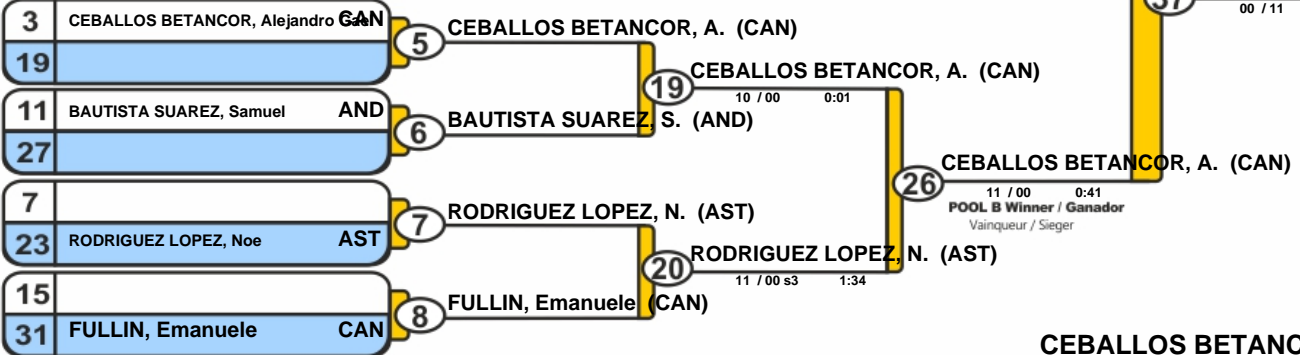 3 CEBALLOS BETANCOR, Alejandro CAN
19
5
CEBALLOS BETANCOR, A. (CAN)
11 BAUTISTA SUAREZ, Samuel AND
27
6
BAUTISTA SUAREZ, S. (AND)
19
CEBALLOS BETANCOR, A. (CAN)
10 / 00 0:01
7
23 RODRIGUEZ LOPEZ, Noe AST
7
RODRIGUEZ LOPEZ, N. (AST)
15
31 FULLIN, Emanuele CAN
8
FULLIN, Emanuele (CAN)
20
RODRIGUEZ LOPEZ, N. (AST)
11 / 00 s3 1:34
26
CEBALLOS BETANCOR, A. (CAN)
11 / 00 0:41
POOL B Winner / Ganador
Vainqueur / Sieger
37
00 / 11